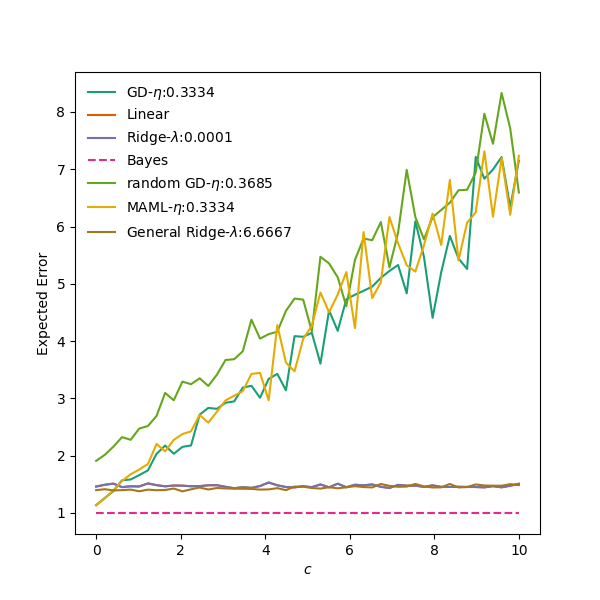 GD-η:0.3334
Linear
Ridge-λ:0.0001
Bayes
random GD-η:0.3685
MAML-η:0.3334
General Ridge-λ:6.6667
Expected Error
8
7
6
5
4
3
2
1
0 2 4 6 8 10
c